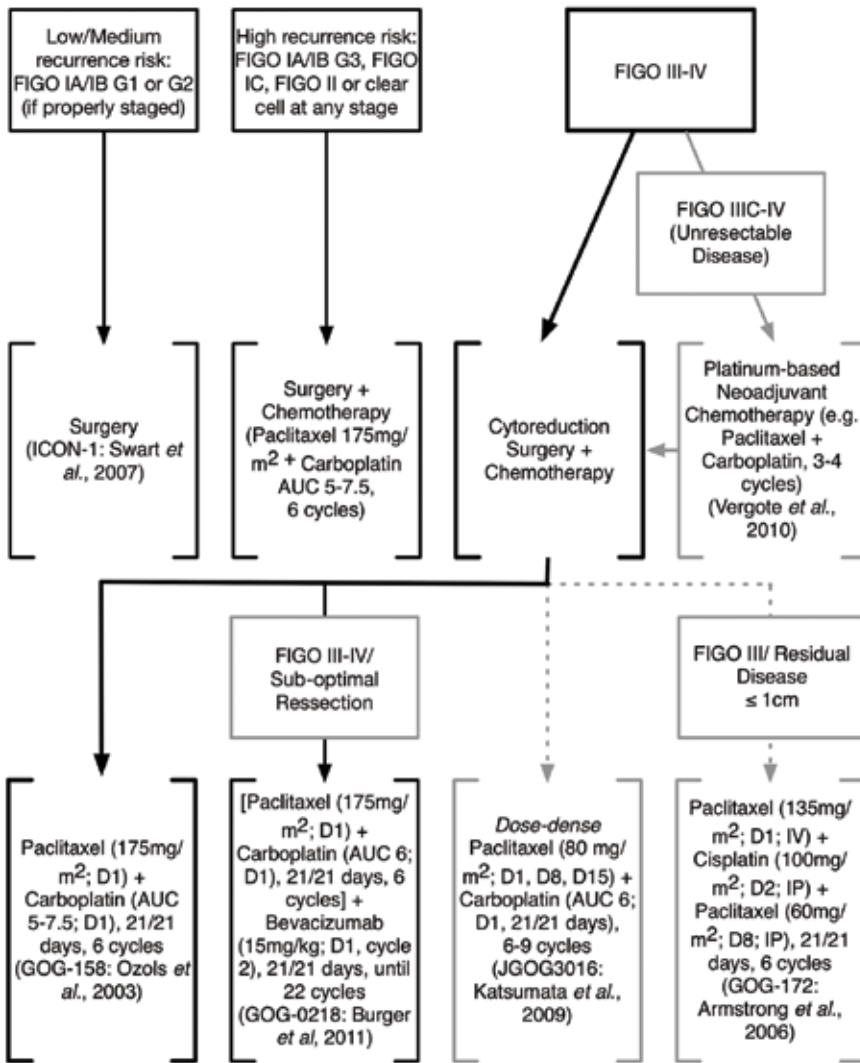 Low/Medium
recurrence risk:
FIGO IA/IB G1 or G2
(if properly staged)
High recurrence risk:
FIGO IA/IB G3, FIGO
IC, FIGO II or clear
cell at any stage
FIGO III-IV
FIGO IIIC-IV
(Unresectable
Disease)
Surgery
(ICON-1: Swart et
al., 2007)
Surgery +
Chemotherapy
(Paclitaxel 175mg/
m² + Carboplatin
AUC 5-7.5,
6 cycles)
Cytoreduction
Surgery +
Chemotherapy
Platinum-based
Neoadjuvant
Chemotherapy (e.g.
Paclitaxel +
Carboplatin, 3-4
cycles)
(Vergote et al.,
2010)
FIGO III-IV/
Sub-optimal
Ressection
FIGO III/ Residual
Disease
≤ 1cm
Paclitaxel (175mg/
m²; D1) +
Carboplatin (AUC
5-7.5; D1), 21/21
days, 6 cycles
(GOG-158: Ozols et
al., 2003)
[Paclitaxel (175mg/
m²; D1) +
Carboplatin (AUC 6;
D1), 21/21 days, 6
cycles] +
Bevacizumab
(15mg/kg; D1, cycle
2), 21/21 days, until
22 cycles
(GOG-0218: Burger
et al, 2011)
Dose-dense
Paclitaxel (80 mg/
m²; D1, D8, D15) +
Carboplatin (AUC 6;
D1, 21/21 days),
6-9 cycles
(JGOG3016:
Katsumata et al.,
2009)
Paclitaxel (135mg/
m²; D1; IV) +
Cisplatin (100mg/
m²; D2; IP) +
Paclitaxel (60mg/
m²; D8; IP), 21/21
days, 6 cycles
(GOG-172:
Armstrong et al.,
2006)